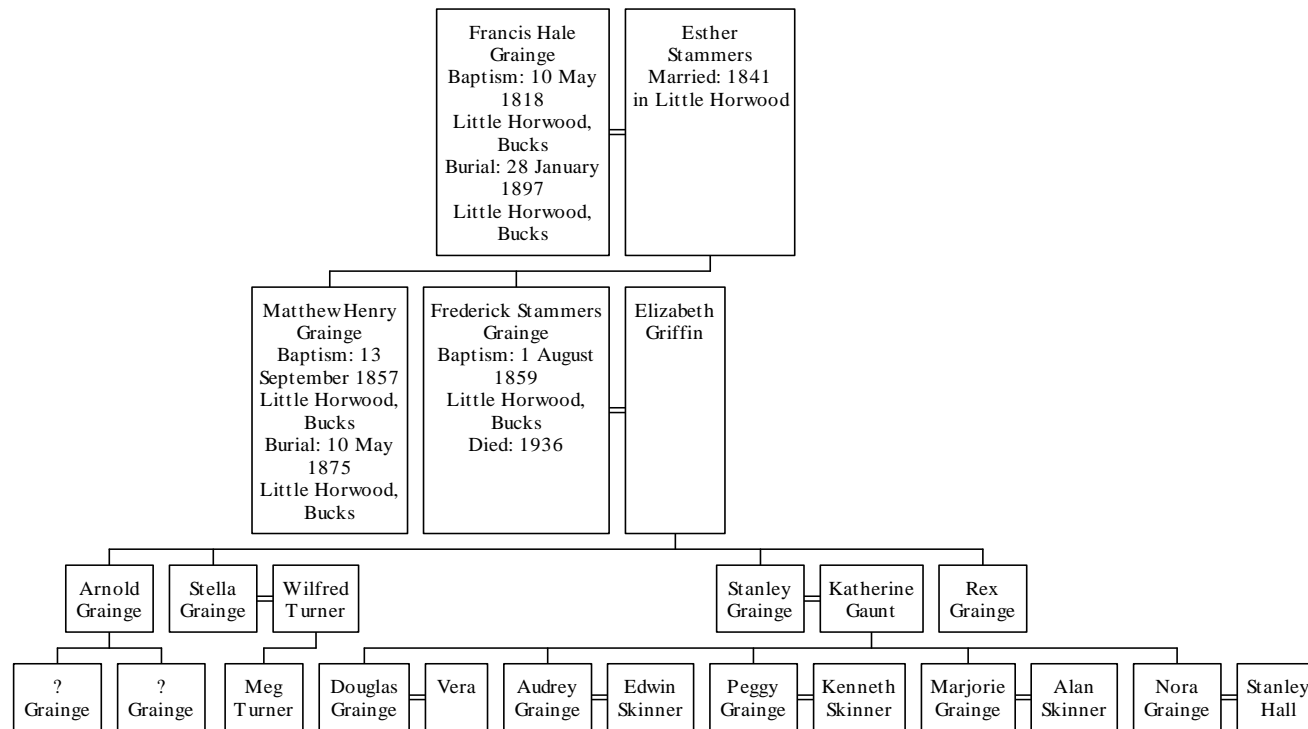 Francis Hale
Grainge
Baptism: 10 May
1818
Little Horwood,
Bucks
Burial: 28 January
1897
Little Horwood,
Bucks
Esther
Stammers
Married: 1841
in Little Horwood
Matthew Henry
Grainge
Baptism: 13
September 1857
Little Horwood,
Bucks
Burial: 10 May
1875
Little Horwood,
Bucks
Frederick Stammers
Grainge
Baptism: 1 August
1859
Little Horwood,
Bucks
Died: 1936
Elizabeth
Griffin
Arnold
Grainge
Stella
Grainge
Wilfred
Turner
Stanley
Grainge
Katherine
Gaunt
Rex
Grainge
?
Grainge
?
Grainge
Meg
Turner
Douglas
Grainge
Vera
Audrey
Grainge
Edwin
Skinner
Peggy
Grainge
Kenneth
Skinner
Marjorie
Grainge
Alan
Skinner
Nora
Grainge
Stanley
Hall